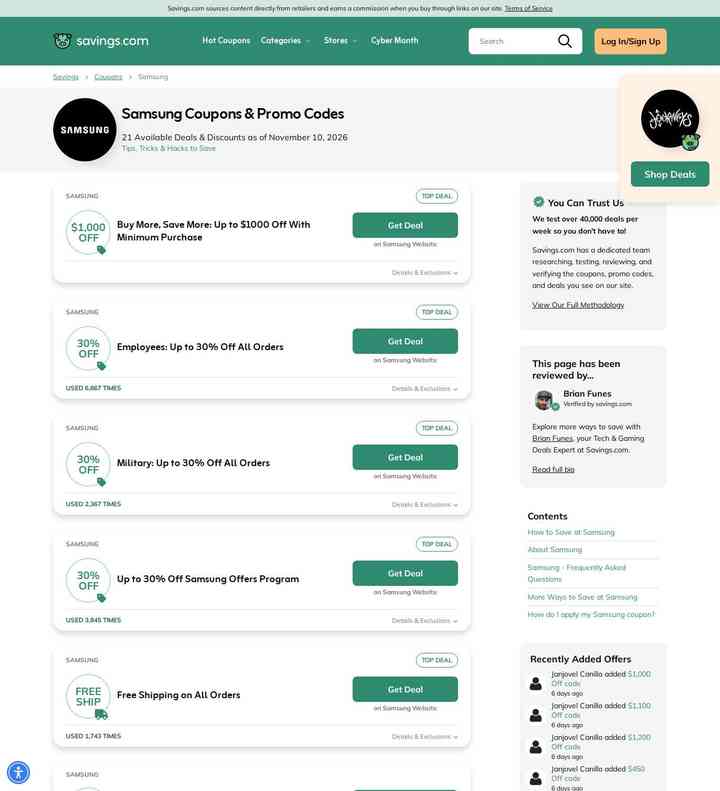 Savings.com sources content directly from retailers and earns a commission when you buy through links on our site. Terms of Service
savings.com
Hot Coupons
Categories
Stores
Cyber Month
Search
Log In/Sign Up
Savings > Coupons > Samsung
SAMSUNG
Samsung Coupons & Promo Codes
21 Available Deals & Discounts as of November 10, 2026
Tips, Tricks & Hacks to Save
Journeys
Shop Deals
SAMSUNG
TOP DEAL
$1,000
OFF
Buy More, Save More: Up to $1000 Off With
Minimum Purchase
Get Deal
on Samsung Website
Details & Exclusions
SAMSUNG
TOP DEAL
30%
OFF
Employees: Up to 30% Off All Orders
Get Deal
on Samsung Website
USED 6,667 TIMES
Details & Exclusions
SAMSUNG
TOP DEAL
30%
OFF
Military: Up to 30% Off All Orders
Get Deal
on Samsung Website
USED 2,367 TIMES
Details & Exclusions
SAMSUNG
TOP DEAL
30%
OFF
Up to 30% Off Samsung Offers Program
Get Deal
on Samsung Website
USED 3,845 TIMES
Details & Exclusions
SAMSUNG
TOP DEAL
FREE
SHIP
Free Shipping on All Orders
Get Deal
on Samsung Website
USED 1,743 TIMES
Details & Exclusions
SAMSUNG
You Can Trust Us
We test over 40,000 deals per
week so you don't have to!
Savings.com has a dedicated team
researching, testing, reviewing, and
verifying the coupons, promo codes,
and deals you see on our site.
View Our Full Methodology
This page has been
reviewed by...
Brian Funes
Verified by savings.com
Explore more ways to save with
Brian Funes, your Tech & Gaming
Deals Expert at Savings.com.
Read full bio
Contents
How to Save at Samsung
About Samsung
Samsung - Frequently Asked
Questions
More Ways to Save at Samsung
How do I apply my Samsung coupon?
Recently Added Offers
Janjovel Canilla added $1,000
Off code
6 days ago
Janjovel Canilla added $1,100
Off code
6 days ago
Janjovel Canilla added $1,200
Off code
6 days ago
Janjovel Canilla added $450
Off code
6 days ago